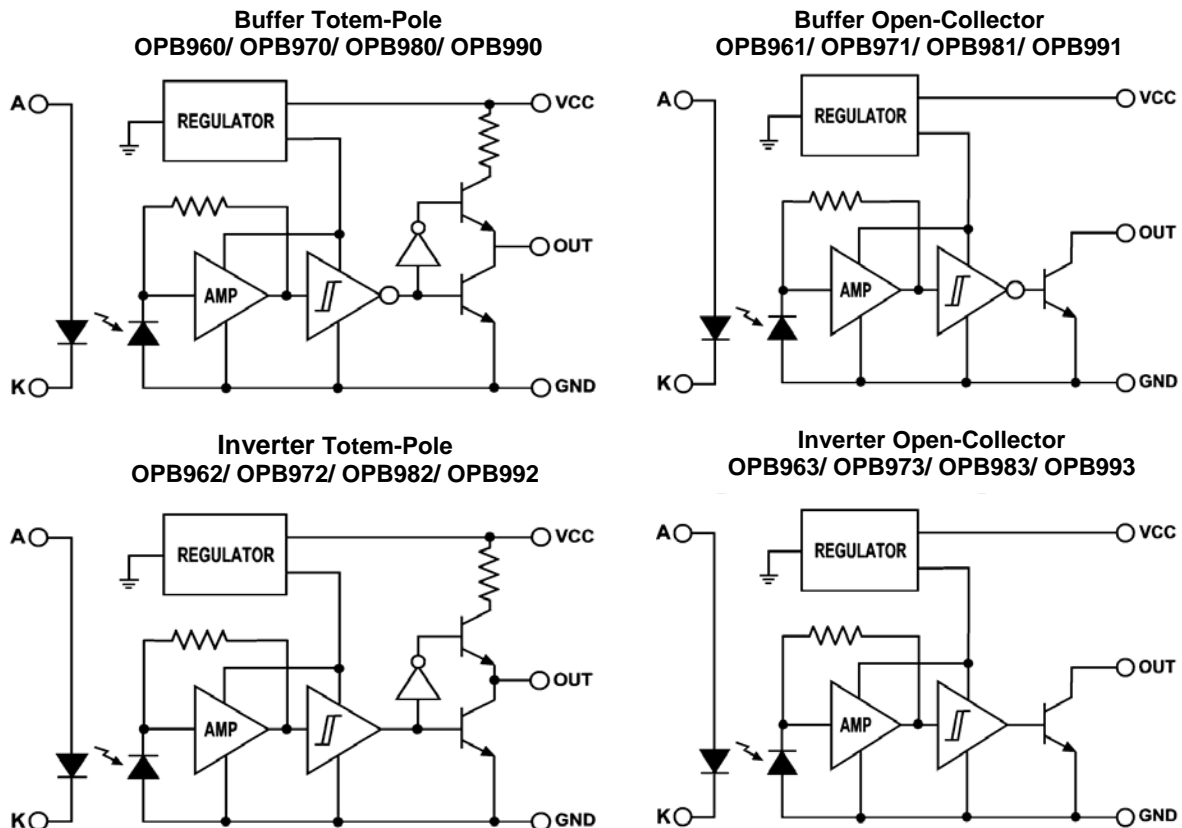 Buffer Totem-Pole
OPB960/ OPB970/ OPB980/ OPB990
A
REGULATOR
VCC
AMP
OUT
K
GND
Buffer Open-Collector
OPB961/ OPB971/ OPB981/ OPB991
A
REGULATOR
VCC
OUT
AMP
K
GND
Inverter Totem-Pole
OPB962/ OPB972/ OPB982/ OPB992
A
REGULATOR
VCC
OUT
AMP
K
GND
Inverter Open-Collector
OPB963/ OPB973/ OPB983/ OPB993
A
REGULATOR
VCC
OUT
AMP
K
GND